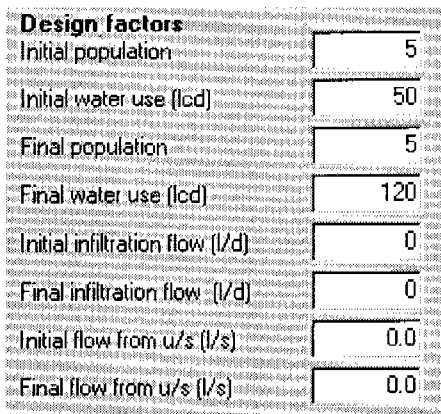 Design factors
Initial population 5
Initial water use (lcd) 50
Final population 5
Final water use (lcd) 120
Initial infiltration flow (l/d) 0
Final infiltration flow (l/d) 0
Initial flow from u/s (l/s) 0.0
Final flow from u/s (l/s) 0.0